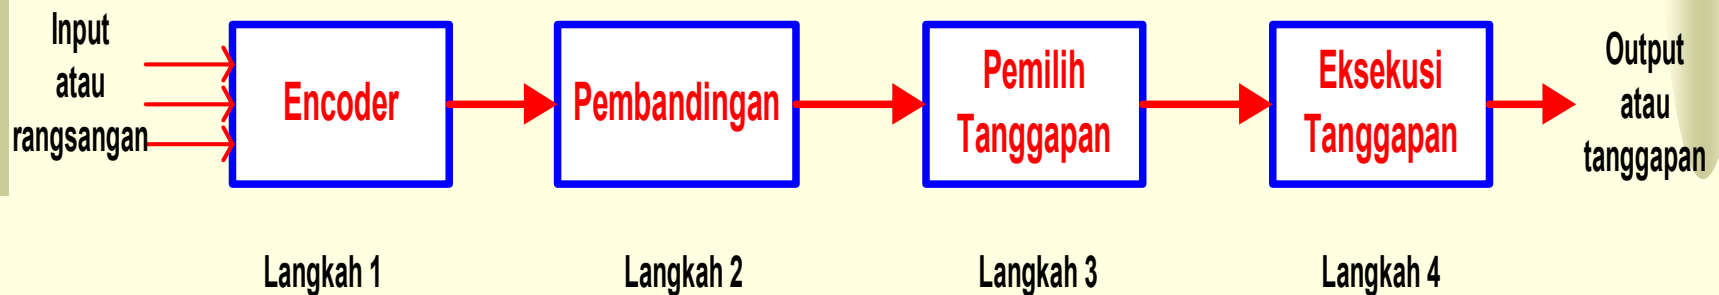 Input
atau
rangsangan
Encoder
Pembandingan
Pemilih
Tanggapan
Eksekusi
Tanggapan
Output
atau
tanggapan
Langkah 1
Langkah 2
Langkah 3
Langkah 4